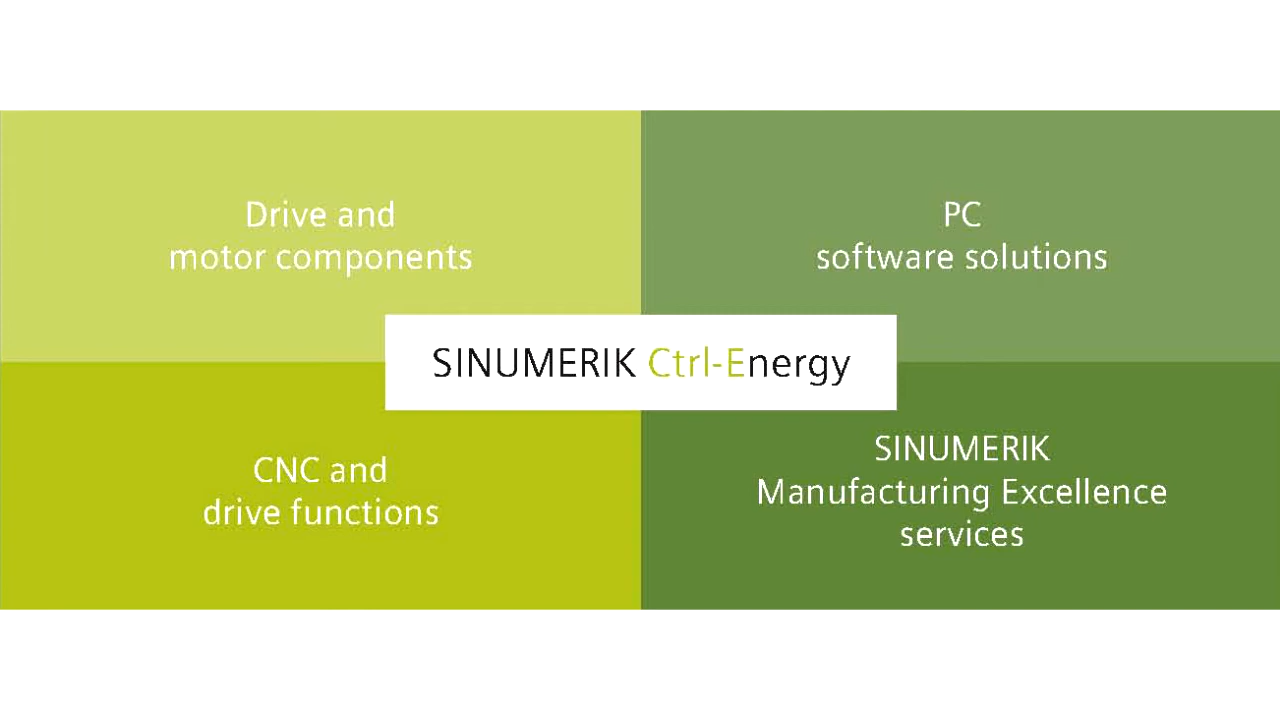 Drive and
motor components
PC
software solutions
SINUMERIK Ctrl-Energy
CNC and
drive functions
SINUMERIK
Manufacturing Excellence
services